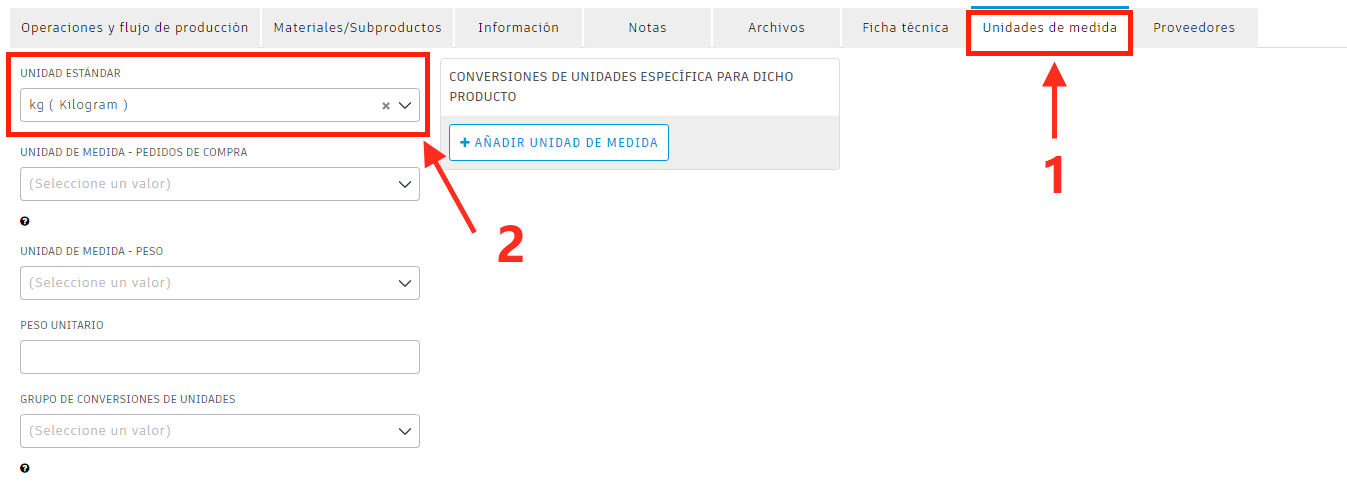 Operaciones y flujo de producción
Materiales/Subproductos
Información
Notas
Archivos
Ficha técnica
Unidades de medida
Proveedores
UNIDAD ESTÁNDAR
kg ( Kilogram )
UNIDAD DE MEDIDA - PEDIDOS DE COMPRA
(Seleccione un valor)
UNIDAD DE MEDIDA - PESO
(Seleccione un valor)
PESO UNITARIO
GRUPO DE CONVERSIONES DE UNIDADES
(Seleccione un valor)
CONVERSIONES DE UNIDADES ESPECÍFICA PARA DICHO
PRODUCTO
+ AÑADIR UNIDAD DE MEDIDA
1
2